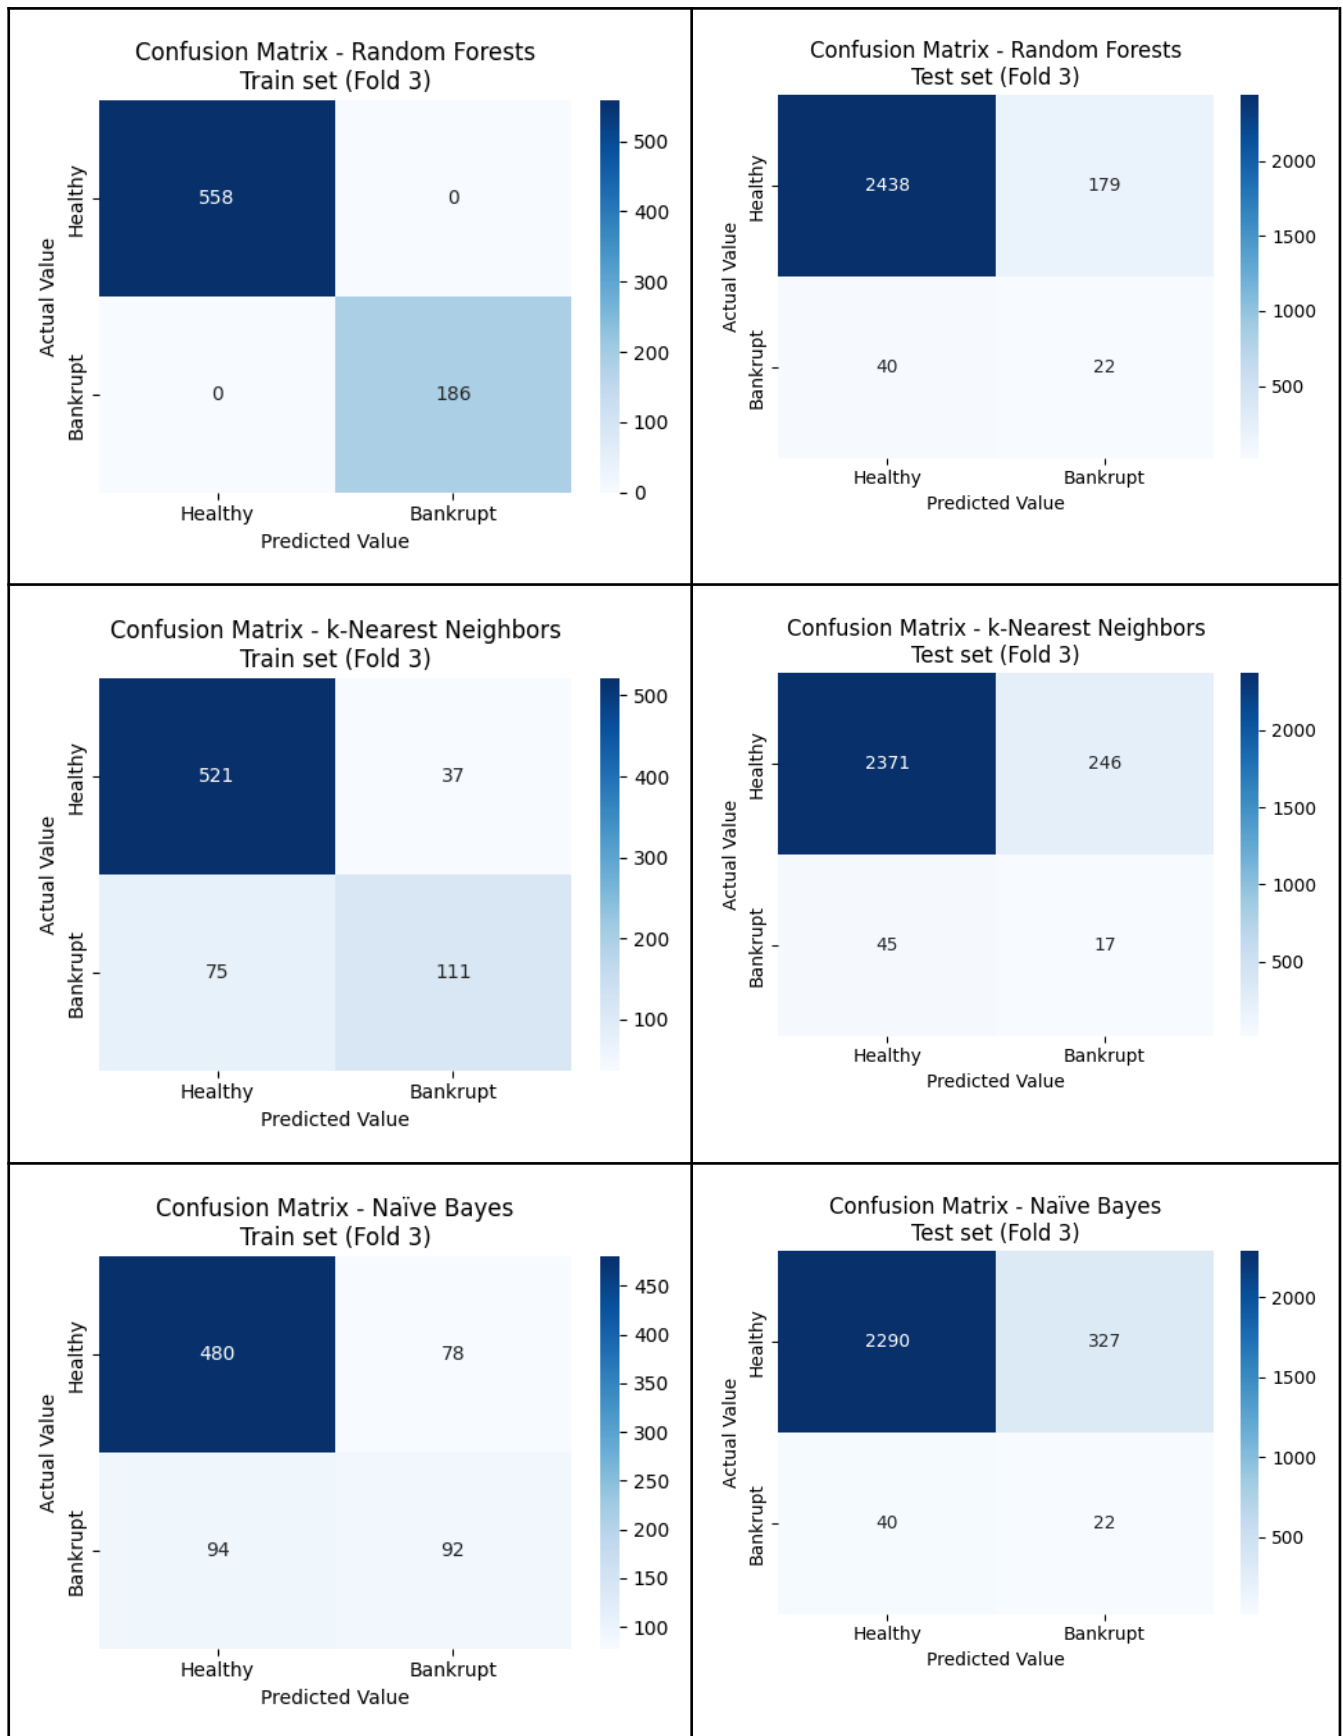 Confusion Matrix - Random Forests
Train set (Fold 3)
Actual Value
Healthy
Bankrupt
558
0
0
186
500
400
300
200
100
0
Healthy
Bankrupt
Predicted Value
Confusion Matrix - Random Forests
Test set (Fold 3)
Actual Value
Healthy
Bankrupt
2438
179
40
22
2000
1500
1000
500
Healthy
Bankrupt
Predicted Value
Confusion Matrix - k-Nearest Neighbors
Train set (Fold 3)
Actual Value
Healthy
Bankrupt
521
37
75
111
500
400
300
200
100
Healthy
Bankrupt
Predicted Value
Confusion Matrix - k-Nearest Neighbors
Test set (Fold 3)
Actual Value
Healthy
Bankrupt
2371
246
45
17
2000
1500
1000
500
Healthy
Bankrupt
Predicted Value
Confusion Matrix - Naïve Bayes
Train set (Fold 3)
Actual Value
Healthy
Bankrupt
480
78
94
92
450
400
350
300
250
200
150
100
Healthy
Bankrupt
Predicted Value
Confusion Matrix - Naïve Bayes
Test set (Fold 3)
Actual Value
Healthy
Bankrupt
2290
327
40
22
2000
1500
1000
500
Healthy
Bankrupt
Predicted Value